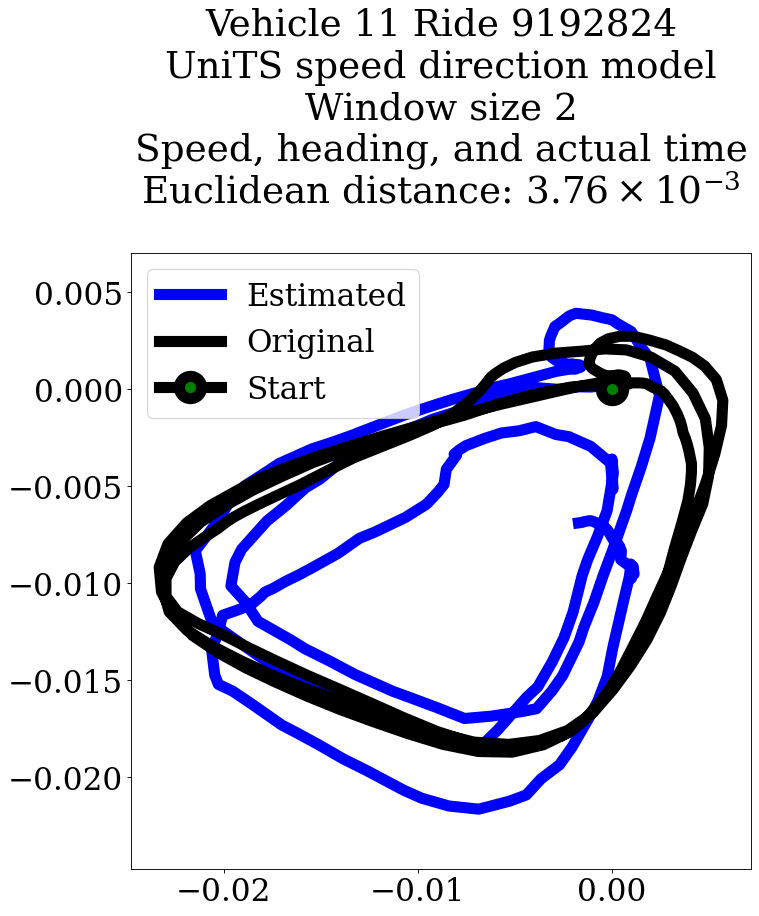 Vehicle 11 Ride 9192824
UniTS speed direction model
Window size 2
Speed, heading, and actual time
Euclidean distance: 3.76 × 10⁻³
Estimated
Original
Start
0.005
0.000
−0.005
−0.010
−0.015
−0.020
−0.02
−0.01
0.00